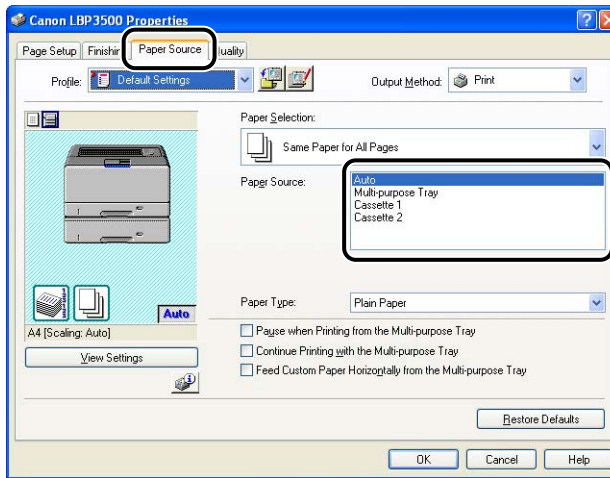 Canon LBP3500 Properties
Page Setup Finishin Paper Source uality
Profile: Default Settings Output Method: Print
Paper Selection:
Same Paper for All Pages
Paper Source:
Auto
Multi-purpose Tray
Cassette 1
Cassette 2
1
2
Auto
A4 [Scaling: Auto]
View Settings
Paper Type: Plain Paper
Pause when Printing from the Multi-purpose Tray
Continue Printing with the Multi-purpose Tray
Feed Custom Paper Horizontally from the Multi-purpose Tray
Restore Defaults
OK Cancel Help